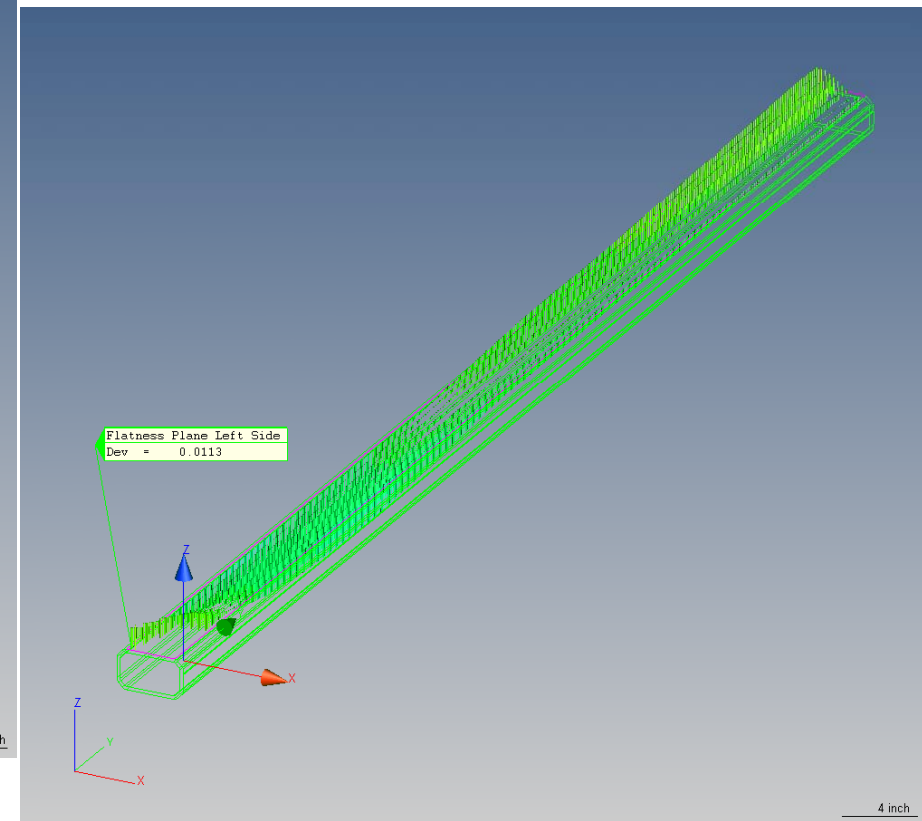 Flatness Plane Left Side
Dev = 0.0113
Z
X
Z
Y
X
h
4 inch